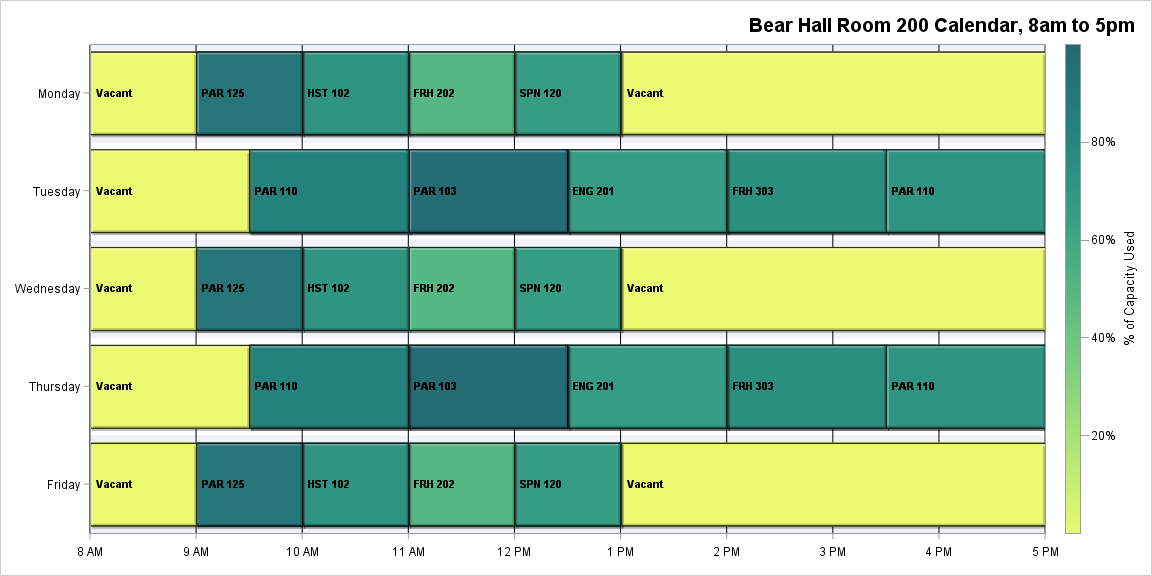 Bear Hall Room 200 Calendar, 8am to 5pm
Monday
Vacant
PAR 125
HST 102
FRH 202
SPN 120
Vacant
Tuesday
Vacant
PAR 110
PAR 103
ENG 201
FRH 303
PAR 110
Wednesday
Vacant
PAR 125
HST 102
FRH 202
SPN 120
Vacant
Thursday
Vacant
PAR 110
PAR 103
ENG 201
FRH 303
PAR 110
Friday
Vacant
PAR 125
HST 102
FRH 202
SPN 120
Vacant
8 AM
9 AM
10 AM
11 AM
12 PM
1 PM
2 PM
3 PM
4 PM
5 PM
80%
60%
40%
20%
% of Capacity Used